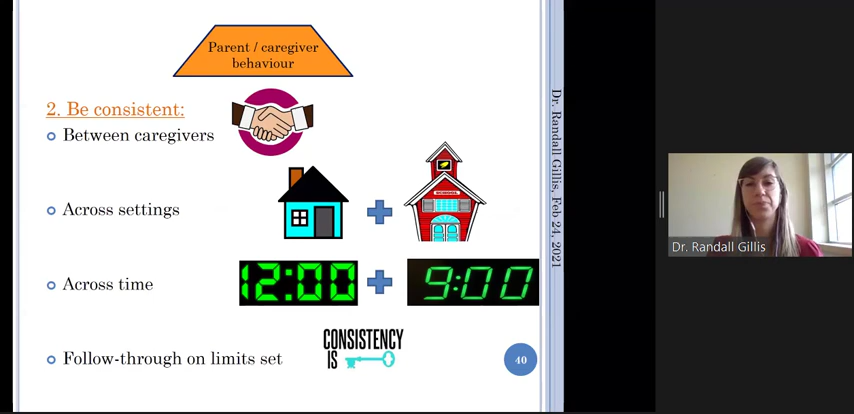 Parent / caregiver
behaviour
2. Be consistent:
Between caregivers
SCHOOL
Across settings
Across time
12:00
9:00
CONSISTENCY
IS
Follow-through on limits set
40
Dr. Randall Gillis, Feb 24, 2021
Dr. Randall Gillis